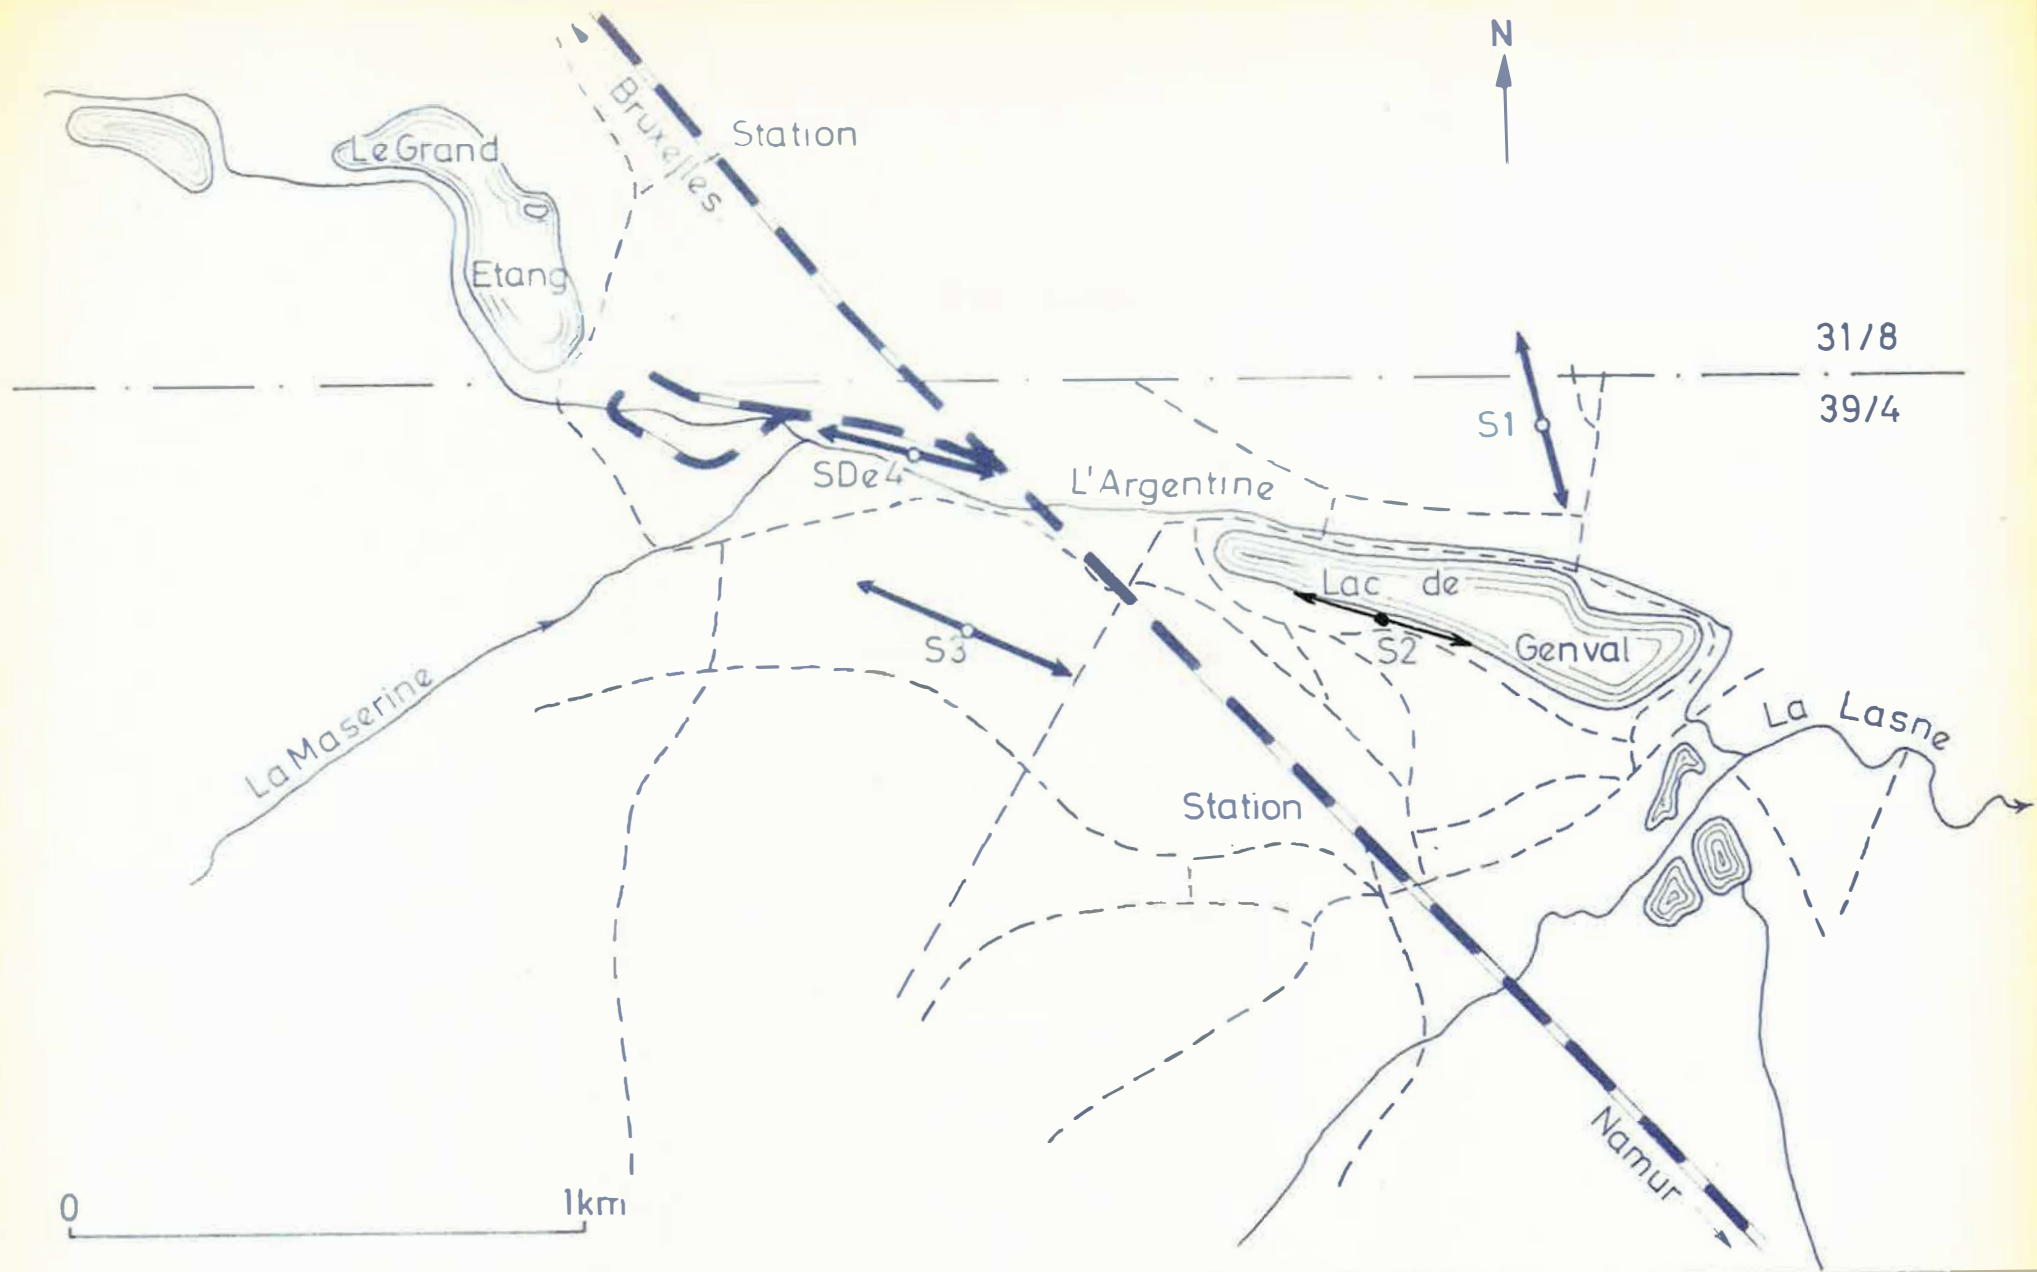 N
Station
Bruxelles.
Le Grand
Etang
31/8
39/4
S1
SDe4
L'Argentine
Lac de
Genval
S2
S3
La Maserine
La Lasne
Station
Namur
0 1km